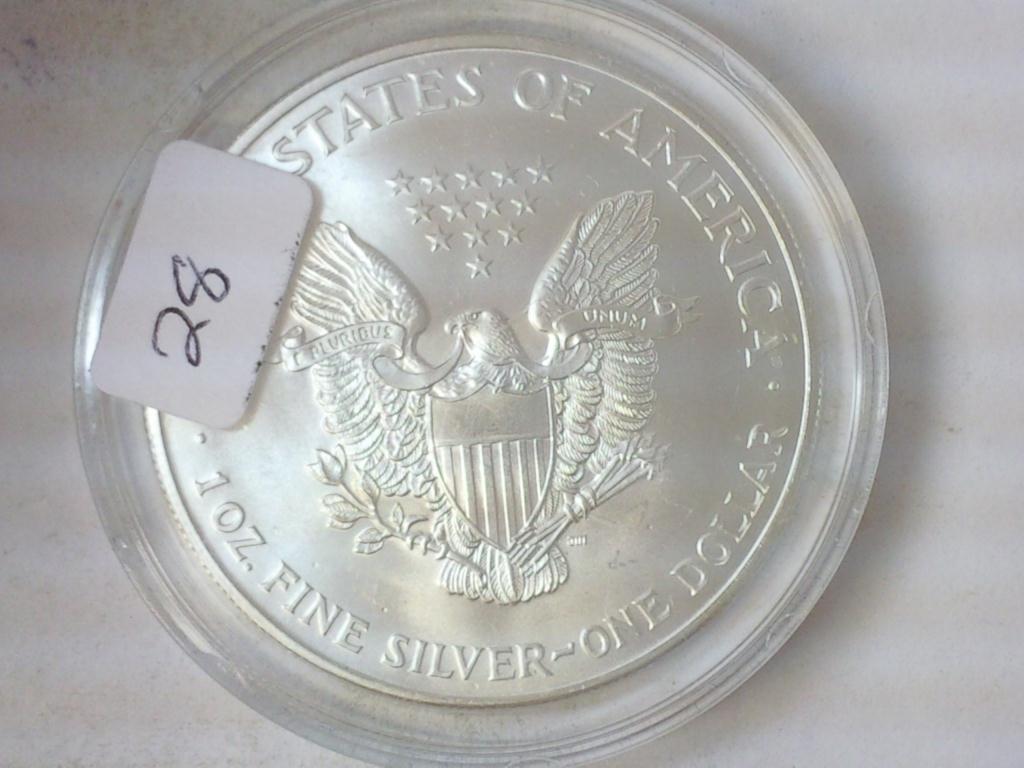 STATES OF AMERICA
E PLURIBUS UNUM
1 OZ. FINE SILVER~ONE DOLLAR
28